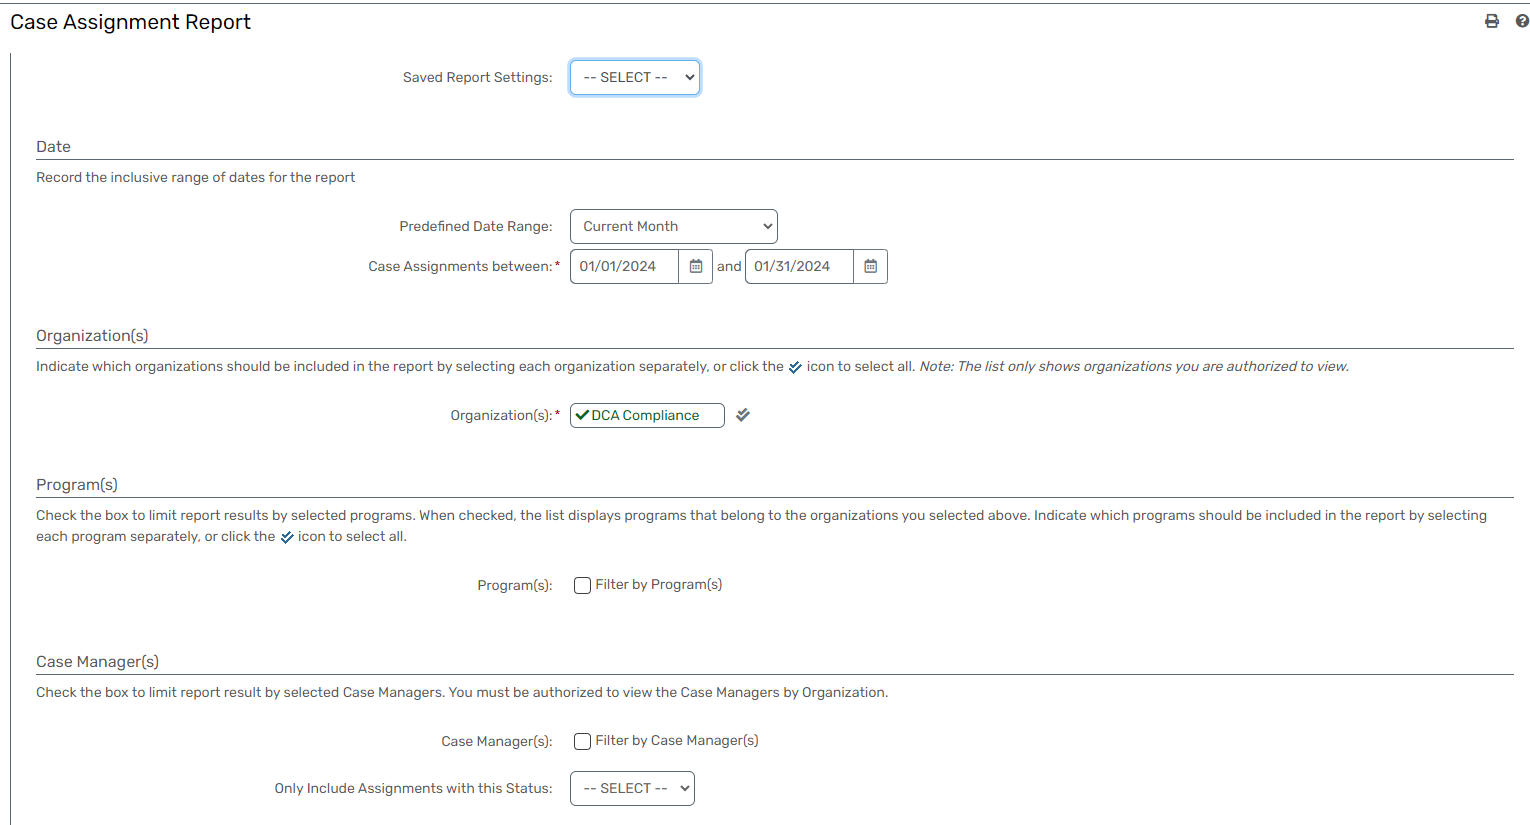 Case Assignment Report
Saved Report Settings: -- SELECT --
Date
Record the inclusive range of dates for the report
Predefined Date Range: Current Month
Case Assignments between:* 01/01/2024 and 01/31/2024
Organization(s)
Indicate which organizations should be included in the report by selecting each organization separately, or click the icon to select all. Note: The list only shows organizations you are authorized to view.
Organization(s):* DCA Compliance
Program(s)
Check the box to limit report results by selected programs. When checked, the list displays programs that belong to the organizations you selected above. Indicate which programs should be included in the report by selecting
each program separately, or click the icon to select all.
Program(s): Filter by Program(s)
Case Manager(s)
Check the box to limit report result by selected Case Managers. You must be authorized to view the Case Managers by Organization.
Case Manager(s): Filter by Case Manager(s)
Only Include Assignments with this Status: -- SELECT --